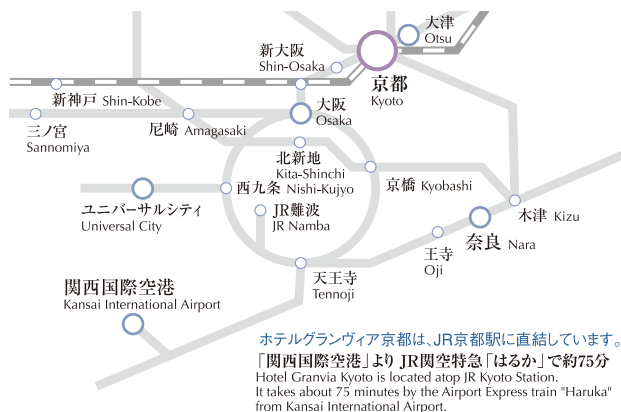 大津
Otsu
新大阪
Shin-Osaka
京都
Kyoto
新神戸 Shin-Kobe
大阪
Osaka
三ノ宮
Sannomiya
尼崎 Amagasaki
北新地
Kita-Shinchi
京橋 Kyobashi
西九条 Nishi-Kujyo
ユニバーサルシティ
Universal City
JR難波
JR Namba
木津 Kizu
奈良 Nara
王寺
Oji
天王寺
Tennoji
関西国際空港
Kansai International Airport
ホテルグランヴィア京都は、JR京都駅に直結しています。
「関西国際空港」より JR関空特急「はるか」で約75分
Hotel Granvia Kyoto is located atop JR Kyoto Station.
It takes about 75 minutes by the Airport Express train "Haruka"
from Kansai International Airport.